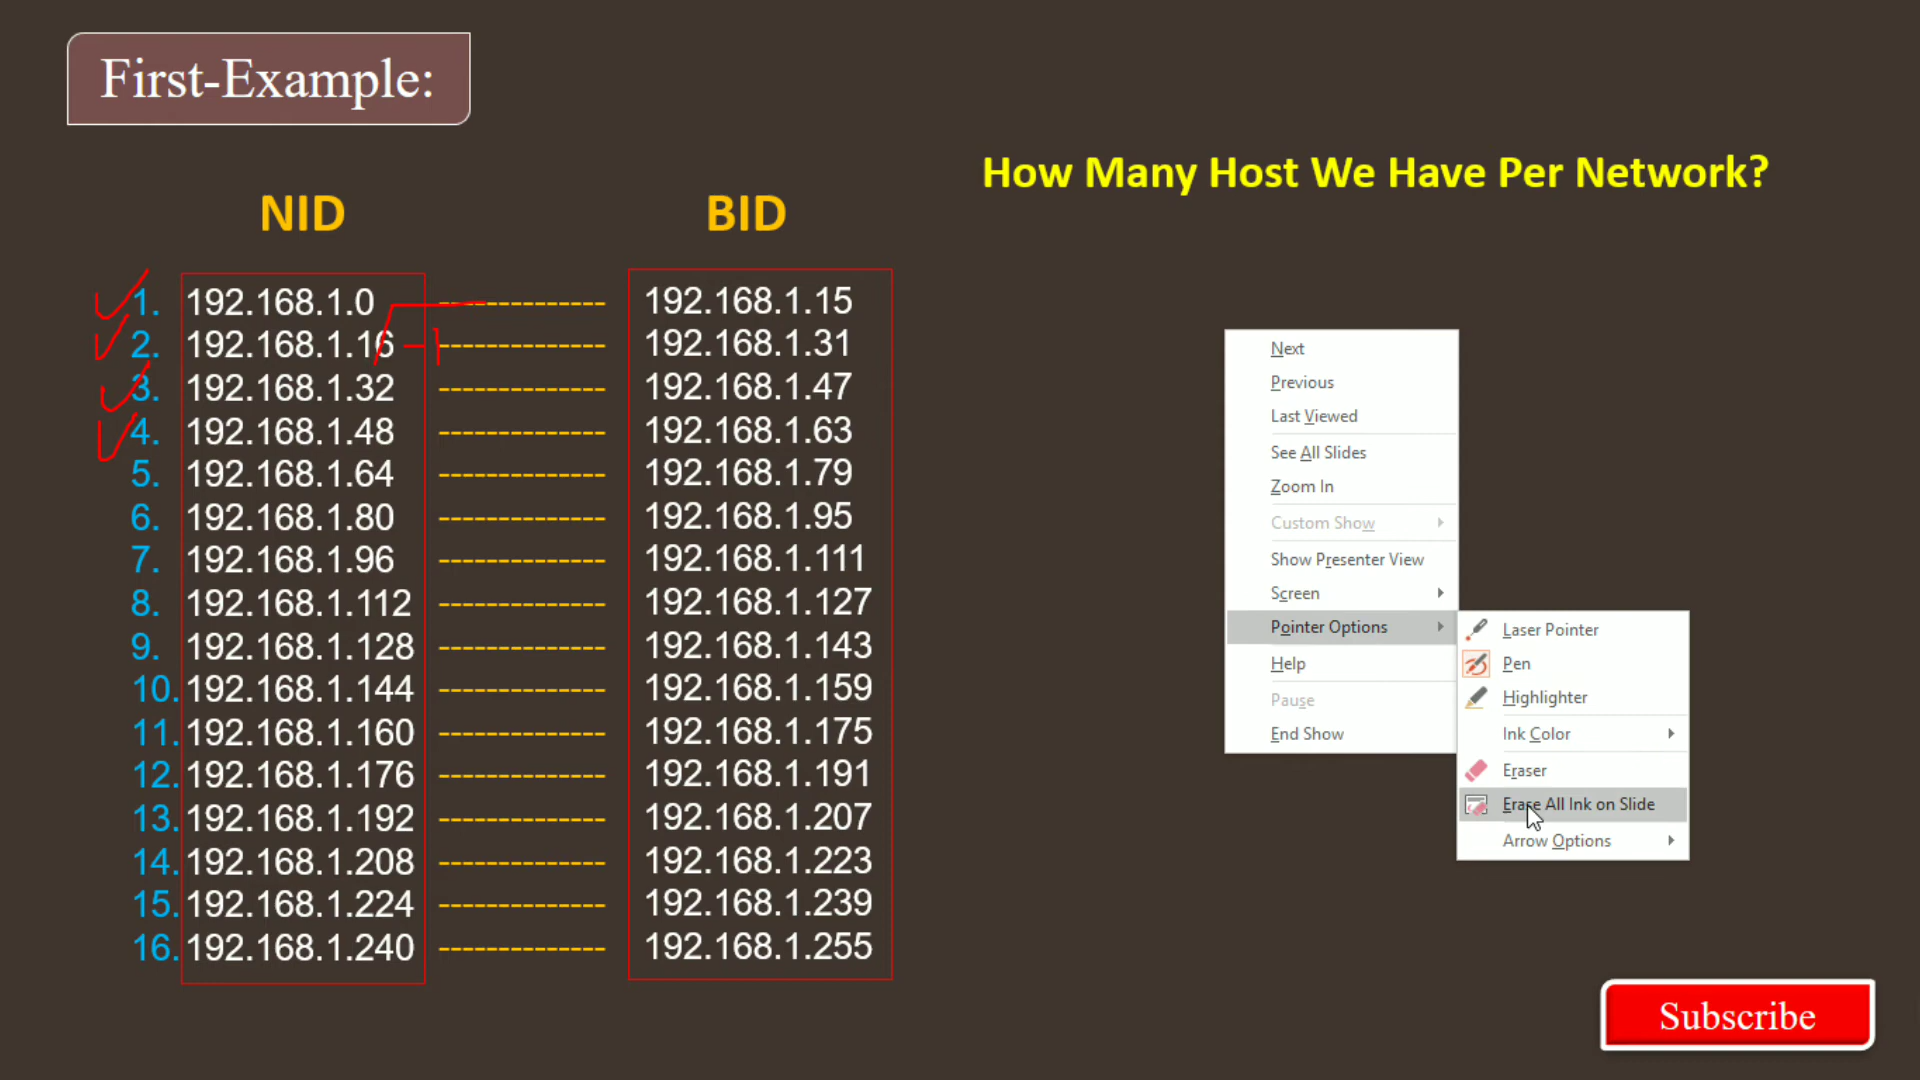 First-Example:
How Many Host We Have Per Network?
NID
BID
1. 192.168.1.0 -------------- 192.168.1.15
2. 192.168.1.16 -------------- 192.168.1.31
3. 192.168.1.32 -------------- 192.168.1.47
4. 192.168.1.48 -------------- 192.168.1.63
5. 192.168.1.64 -------------- 192.168.1.79
6. 192.168.1.80 -------------- 192.168.1.95
7. 192.168.1.96 -------------- 192.168.1.111
8. 192.168.1.112 -------------- 192.168.1.127
9. 192.168.1.128 -------------- 192.168.1.143
10. 192.168.1.144 -------------- 192.168.1.159
11. 192.168.1.160 -------------- 192.168.1.175
12. 192.168.1.176 -------------- 192.168.1.191
13. 192.168.1.192 -------------- 192.168.1.207
14. 192.168.1.208 -------------- 192.168.1.223
15. 192.168.1.224 -------------- 192.168.1.239
16. 192.168.1.240 -------------- 192.168.1.255
Next
Previous
Last Viewed
See All Slides
Zoom In
Custom Show
Show Presenter View
Screen
Pointer Options
Help
Pause
End Show
Laser Pointer
Pen
Highlighter
Ink Color
Eraser
Erase All Ink on Slide
Arrow Options
Subscribe